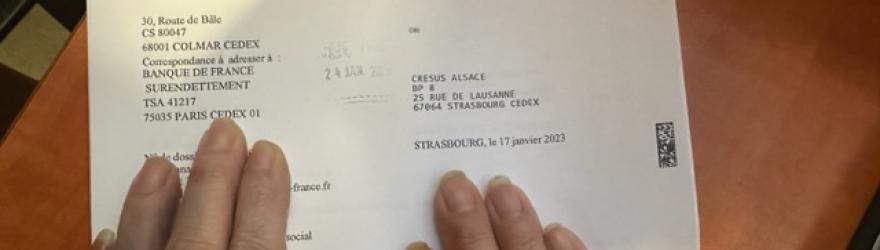 30, Route de Bâle
CS 80047
68001 COLMAR CEDEX
Correspondance à adresser à :
BANQUE DE FRANCE
SURENDETTEMENT
TSA 41217
75035 PARIS CEDEX 01
24 JAN
CRESUS ALSACE
BP 8
25 RUE DE LAUSANNE
67064 STRASBOURG CEDEX
STRASBOURG, le 17 janvier 2023
de doss
-france.fr
social